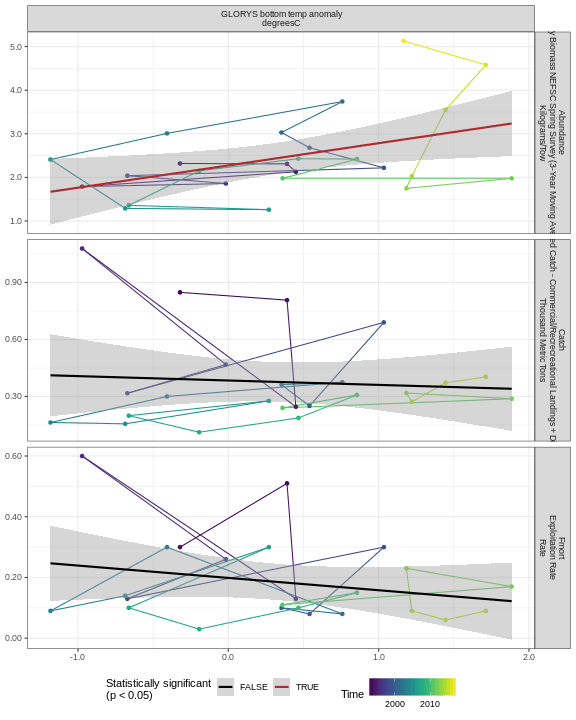 GLORYS bottom temp anomaly
degreesC
5.0
4.0
3.0
2.0
1.0
Abundance
y Biomass NEFSC Spring Survey (2-Year Moving Ave
Kilograms/Tow
0.90
0.60
0.30
Catch
ed Catch - Commercial/Recrecreational Landings + D
Thousand Metric Tons
0.60
0.40
0.20
0.00
Fmort
Exploitation Rate
Rate
-1.0
0.0
1.0
2.0
Statistically significant
(p < 0.05)
FALSE
TRUE
Time
2000
2010